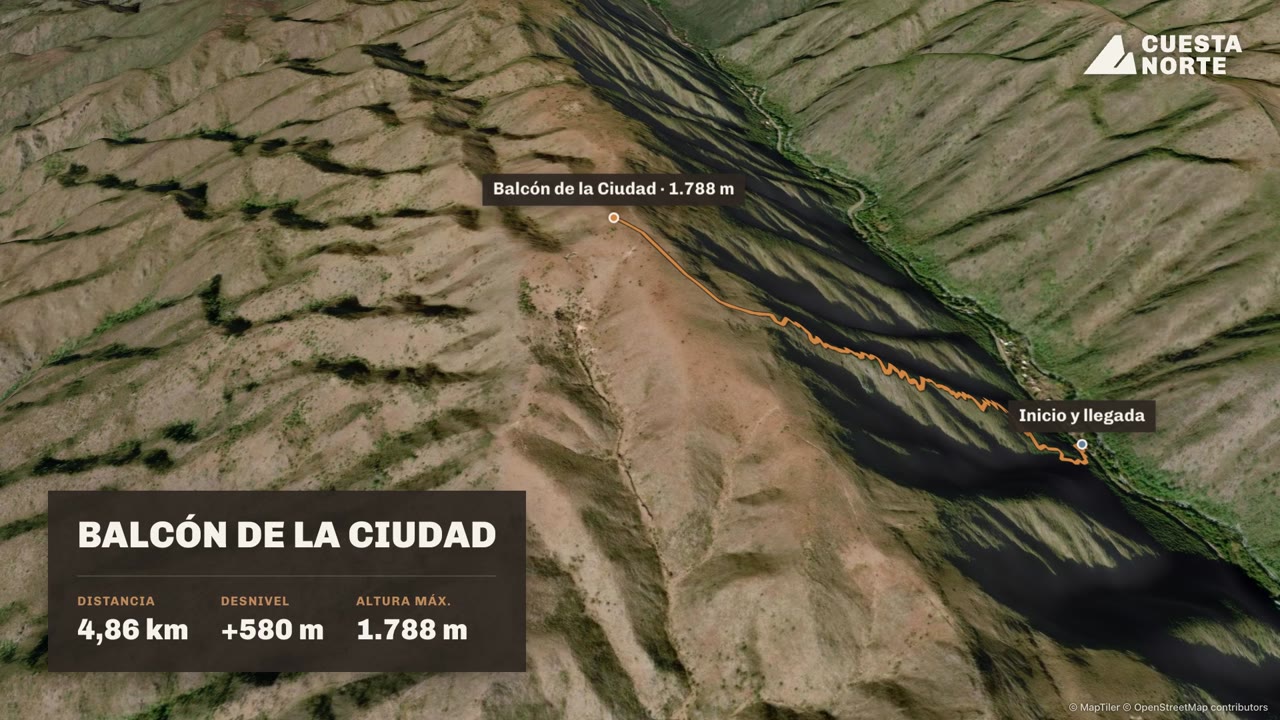 CUESTA
NORTE
Balcón de la Ciudad · 1.788 m
Inicio y llegada
BALCÓN DE LA CIUDAD
DISTANCIA
4,86 km
DESNIVEL
+580 m
ALTURA MÁX.
1.788 m
© MapTiler © OpenStreetMap contributors